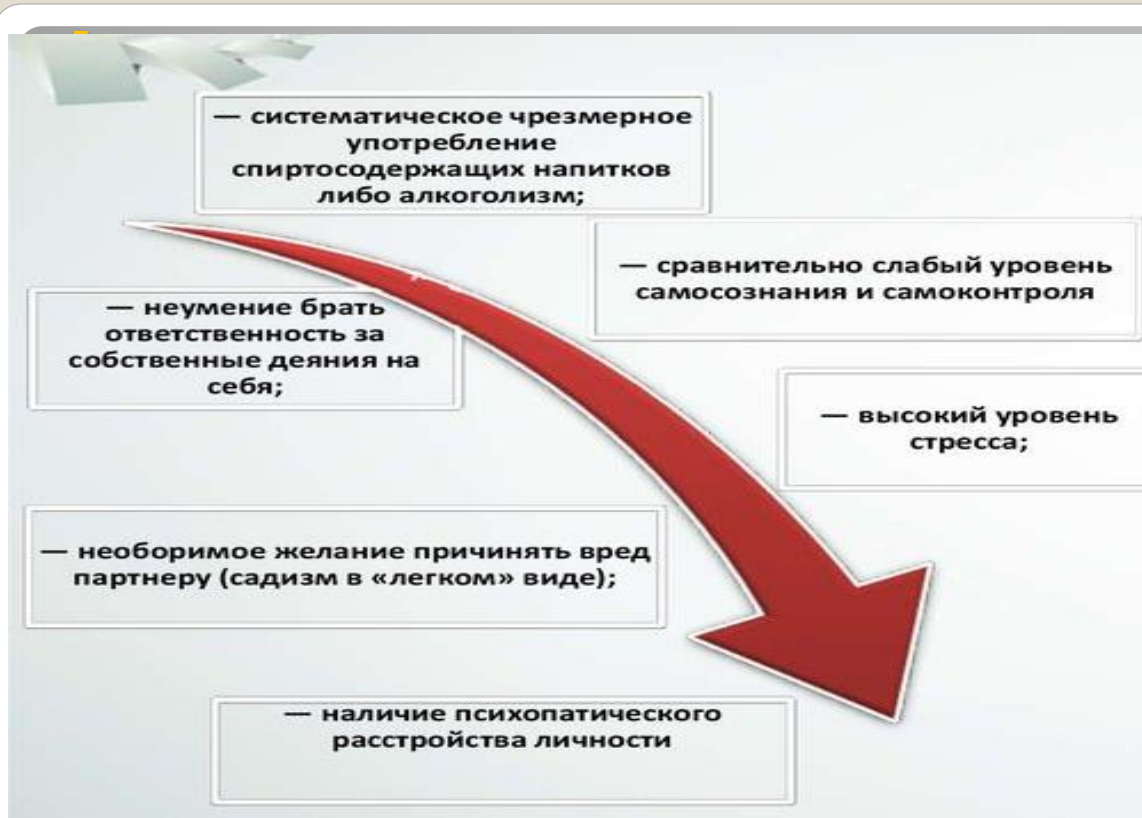 — систематическое чрезмерное
употребление
спиртосодержащих напитков
либо алкоголизм;
— сравнительно слабый уровень
самосознания и самоконтроля
— неумение брать
ответственность за
собственные деяния на
себя;
— высокий уровень
стресса;
— необоримое желание причинять вред
партнеру (садизм в «легком» виде);
— наличие психопатического
расстройства личности